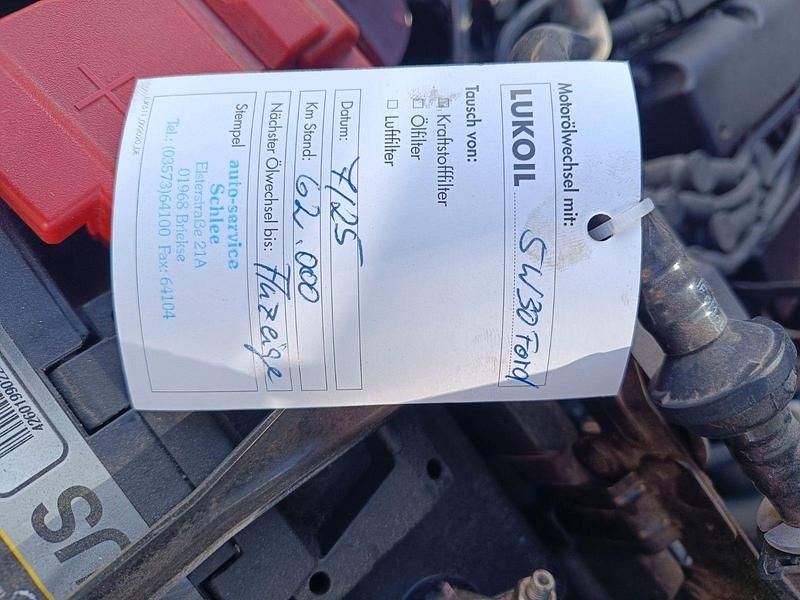 Motorölwechsel mit:
LUKOIL 5W30 Ford
Tausch von:
Kraftstofffilter
Ölfilter
Luftfilter
Datum: 7/25
Km Stand: 62.000
Nächster Ölwechsel bis: Anzeige
Stempel
auto-service
Schlee
Elsterstraße 21A
01968 Brieske
Tel.: (03573)64100 Fax: 64104